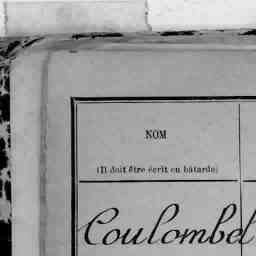 NOM
(Il doit être écrit en bâtarde)
Coulombel